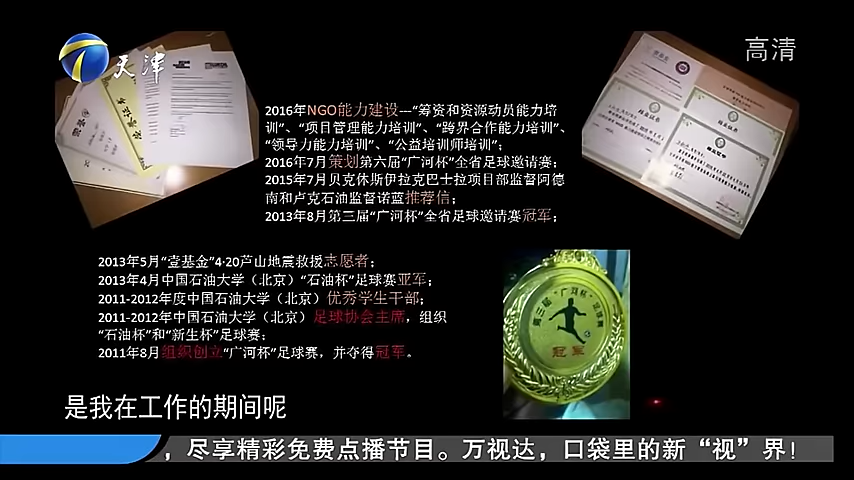 天津
高清
2016年NGO能力建设---“筹资和资源动员能力培
训”、“项目管理能力培训”、“跨界合作能力培训”、
“领导力能力培训”、“公益培训师培训”；
2016年7月策划第六届“广河杯”全省足球邀请赛；
2015年7月贝克休斯伊拉克巴士拉项目部监督阿德
南和卢克石油监督诺蓝推荐信；
2013年8月第三届“广河杯”全省足球邀请赛冠军；
2013年5月“壹基金”4·20芦山地震救援志愿者；
2013年4月中国石油大学（北京）“石油杯”足球赛亚军；
2011-2012年度中国石油大学（北京）优秀学生干部；
2011-2012年中国石油大学（北京）足球协会主席，组织
“石油杯”和“新生杯”足球赛；
2011年8月组织创立“广河杯”足球赛，并夺得冠军。
第三届·广河杯·足球赛
冠军
是我在工作的期间呢
，尽享精彩免费点播节目。万视达，口袋里的新“视”界！